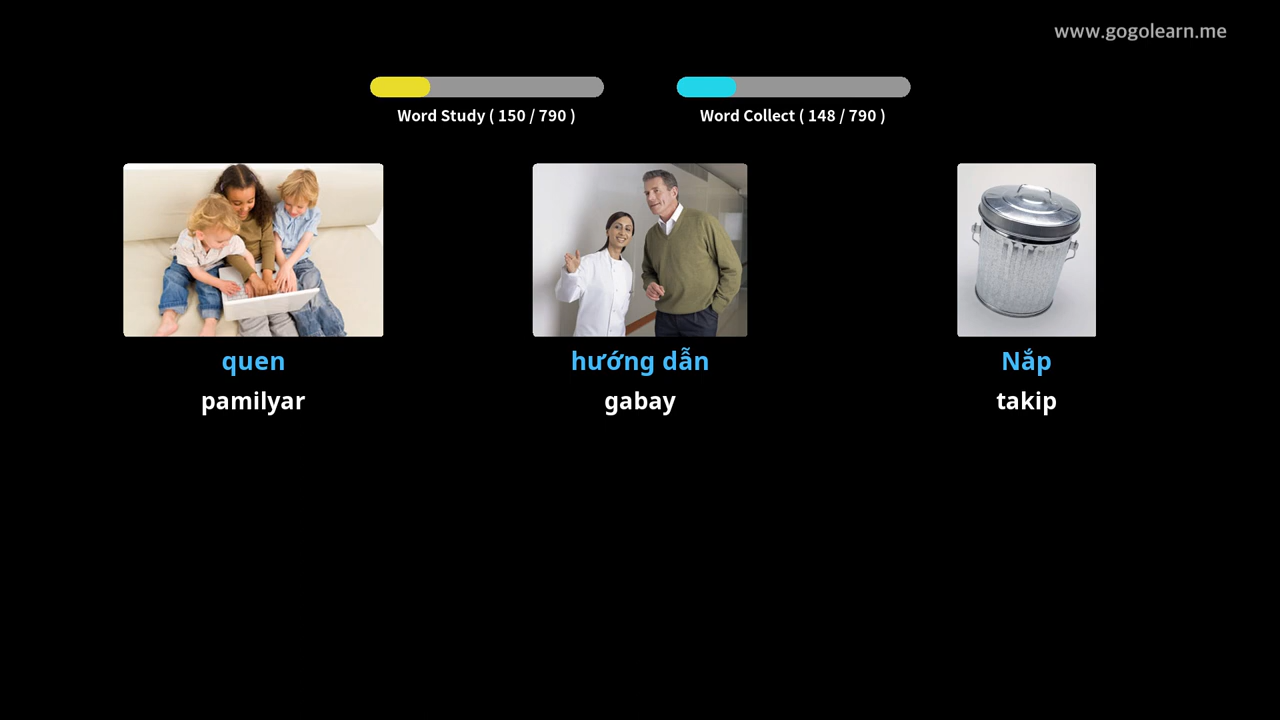 www.gogolearn.me
Word Study ( 150 / 790 )
Word Collect ( 148 / 790 )
quen
hướng dẫn
Nắp
pamilyar
gabay
takip